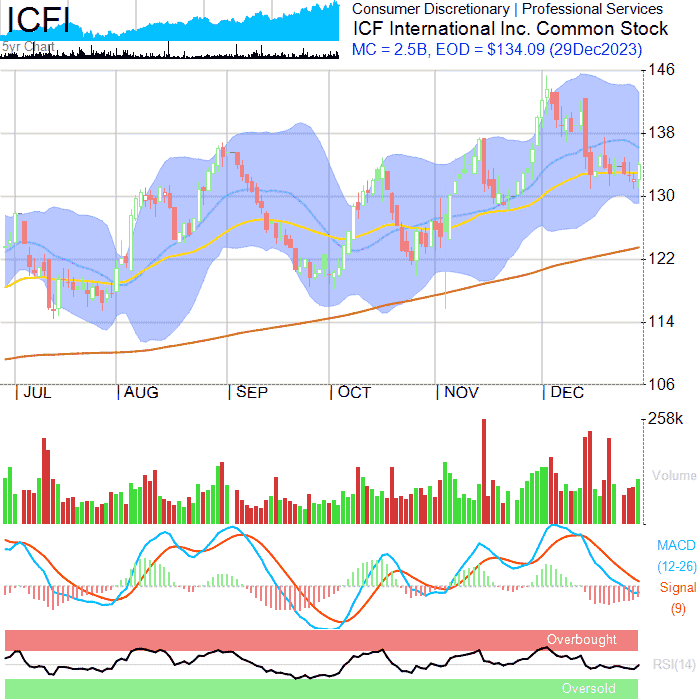 ICFI
5yr Chart
Consumer Discretionary | Professional Services
ICF International Inc. Common Stock
MC = 2.5B, EOD = $134.09 (29Dec2023)
146
138
130
122
114
106
JUL AUG SEP OCT NOV DEC
258k
Volume
MACD
(12-26)
Signal
(9)
Overbought
RSI(14)
Oversold